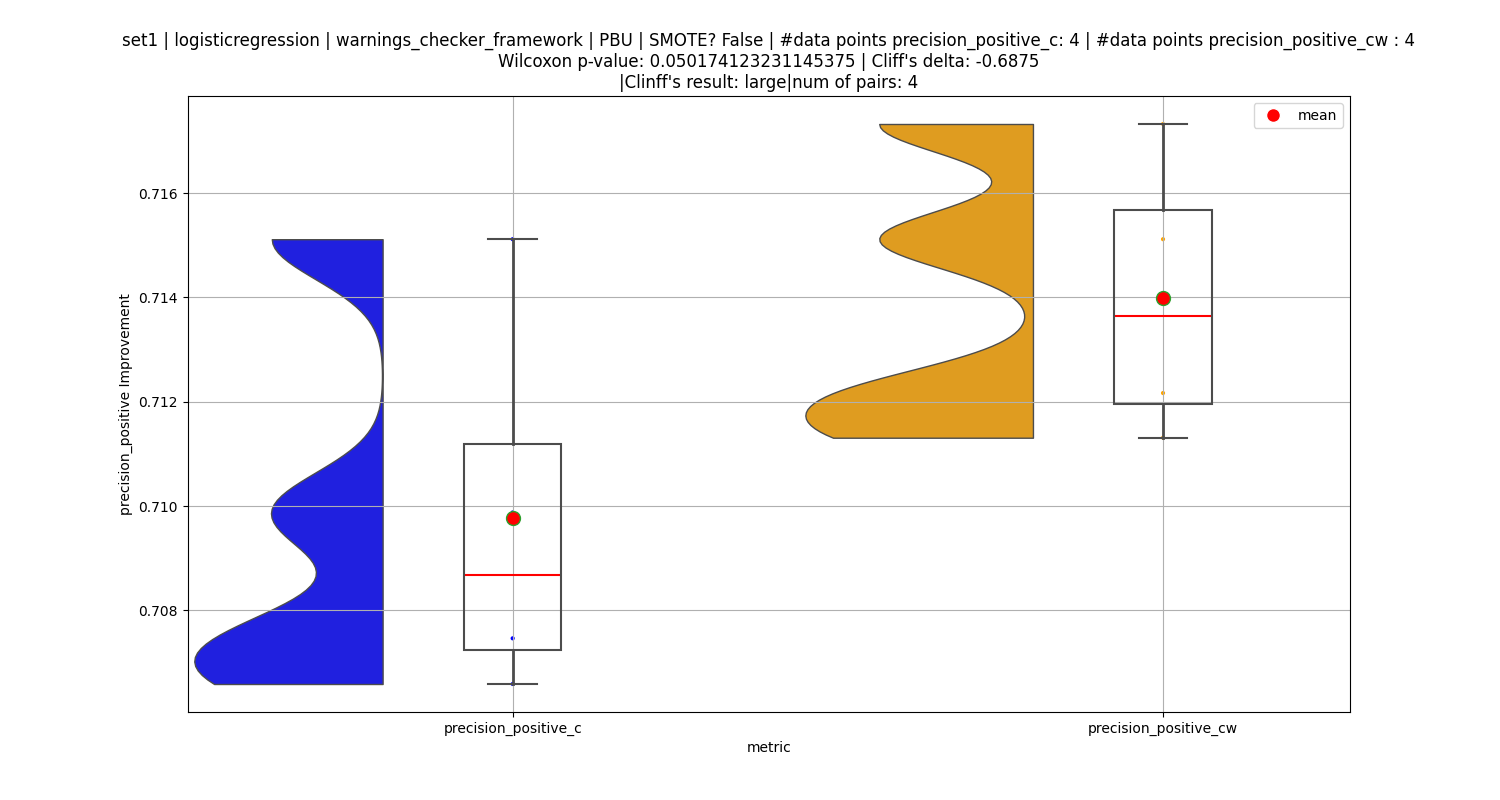 set1 | logisticregression | warnings_checker_framework | PBU | SMOTE? False | #data points precision_positive_c: 4 | #data points precision_positive_cw : 4
Wilcoxon p-value: 0.050174123231145375 | Cliff's delta: -0.6875
|Clinff's result: large|num of pairs: 4
mean
0.716
0.714
0.712
0.710
0.708
precision_positive Improvement
precision_positive_c
precision_positive_cw
metric